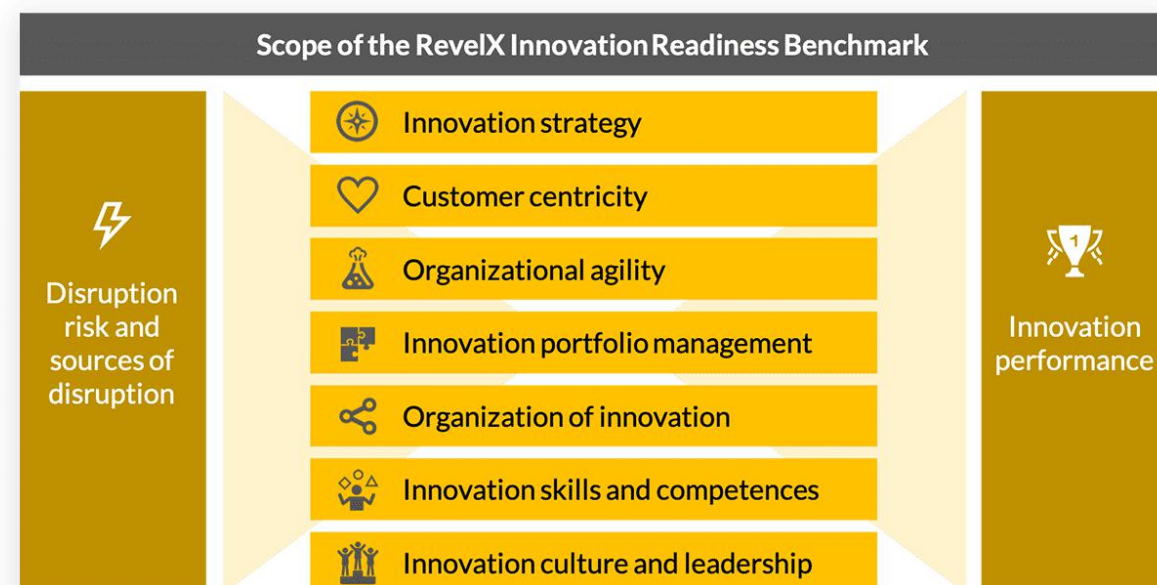 Scope of the RevelX Innovation Readiness Benchmark
Disruption
risk and
sources of
disruption
Innovation strategy
Customer centricity
Organizational agility
Innovation portfolio management
Organization of innovation
Innovation skills and competences
Innovation culture and leadership
1
Innovation
performance